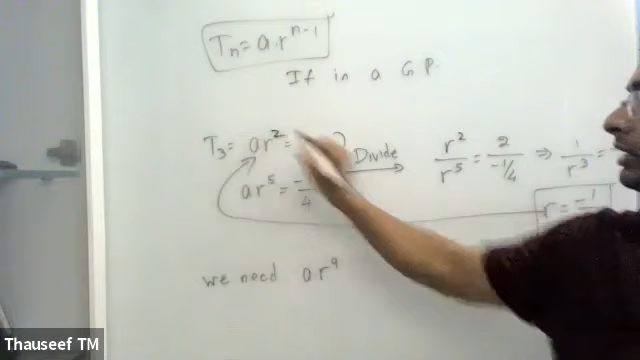 Tₙ = a.rⁿ⁻¹
If in a G P.
T₃ = ar² =
Divide
r²/r⁵ = 2/(-1/4) ⇒ 1/r³ =
ar⁵ = -/4
r = -1
we need ar⁹
Thauseef TM